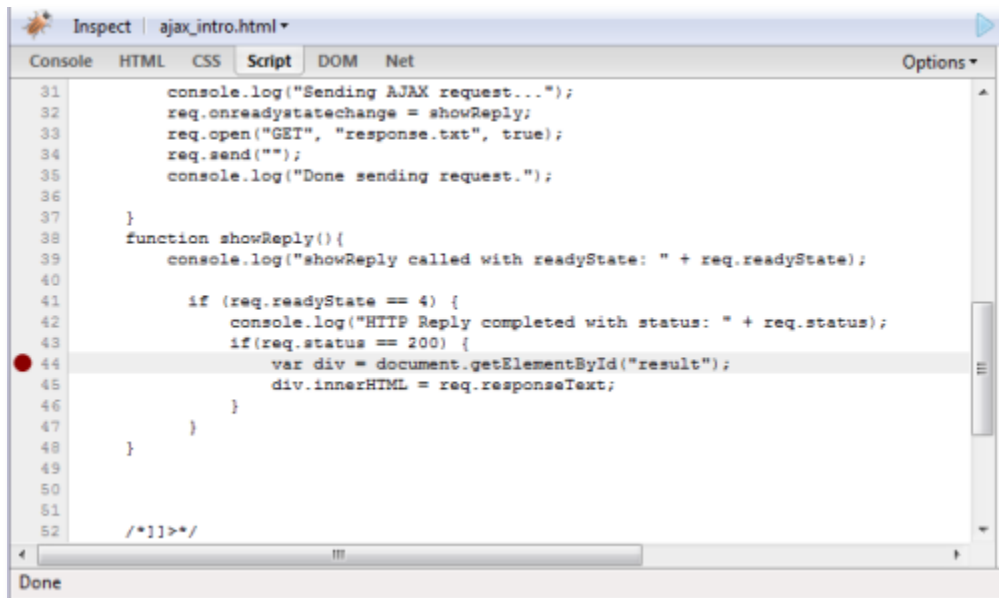 Inspect | ajax_intro.html
Console HTML CSS Script DOM Net Options
31 console.log("Sending AJAX request...");
32 req.onreadystatechange = showReply;
33 req.open("GET", "response.txt", true);
34 req.send("");
35 console.log("Done sending request.");
36
37 }
38 function showReply(){
39 console.log("showReply called with readyState: " + req.readyState);
40
41 if (req.readyState == 4) {
42 console.log("HTTP Reply completed with status: " + req.status);
43 if(req.status == 200) {
44 var div = document.getElementById("result");
45 div.innerHTML = req.responseText;
46 }
47 }
48 }
49
50
51
52 /*]]>*/
Done